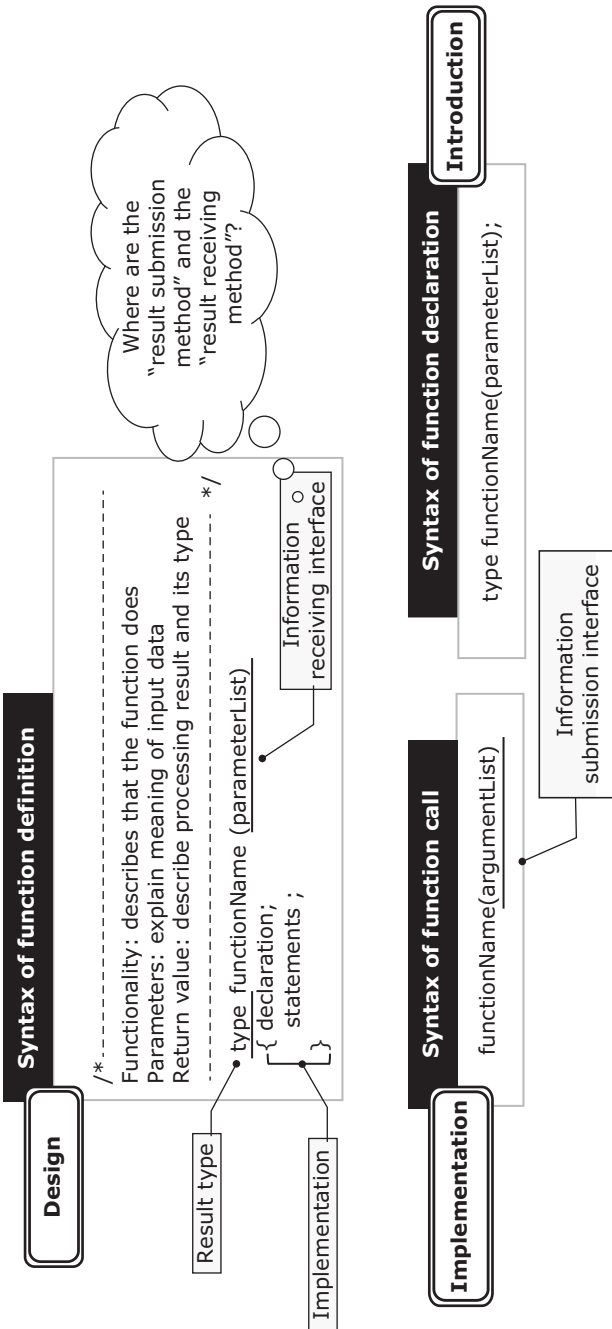 Design
Syntax of function definition
/*--------------------------------
Functionality: describes that the function does
Parameters: explain meaning of input data
Return value: describe processing result and its type
--------------------------------*/
type functionName (parameterList)
{ declaration;
statements ;
}
Result type
Implementation
Information
receiving interface
Where are the
“result submission
method” and the
“result receiving
method”?
Implementation
Syntax of function call
functionName(argumentList)
Information
submission interface
Syntax of function declaration
Introduction
type functionName(parameterList);